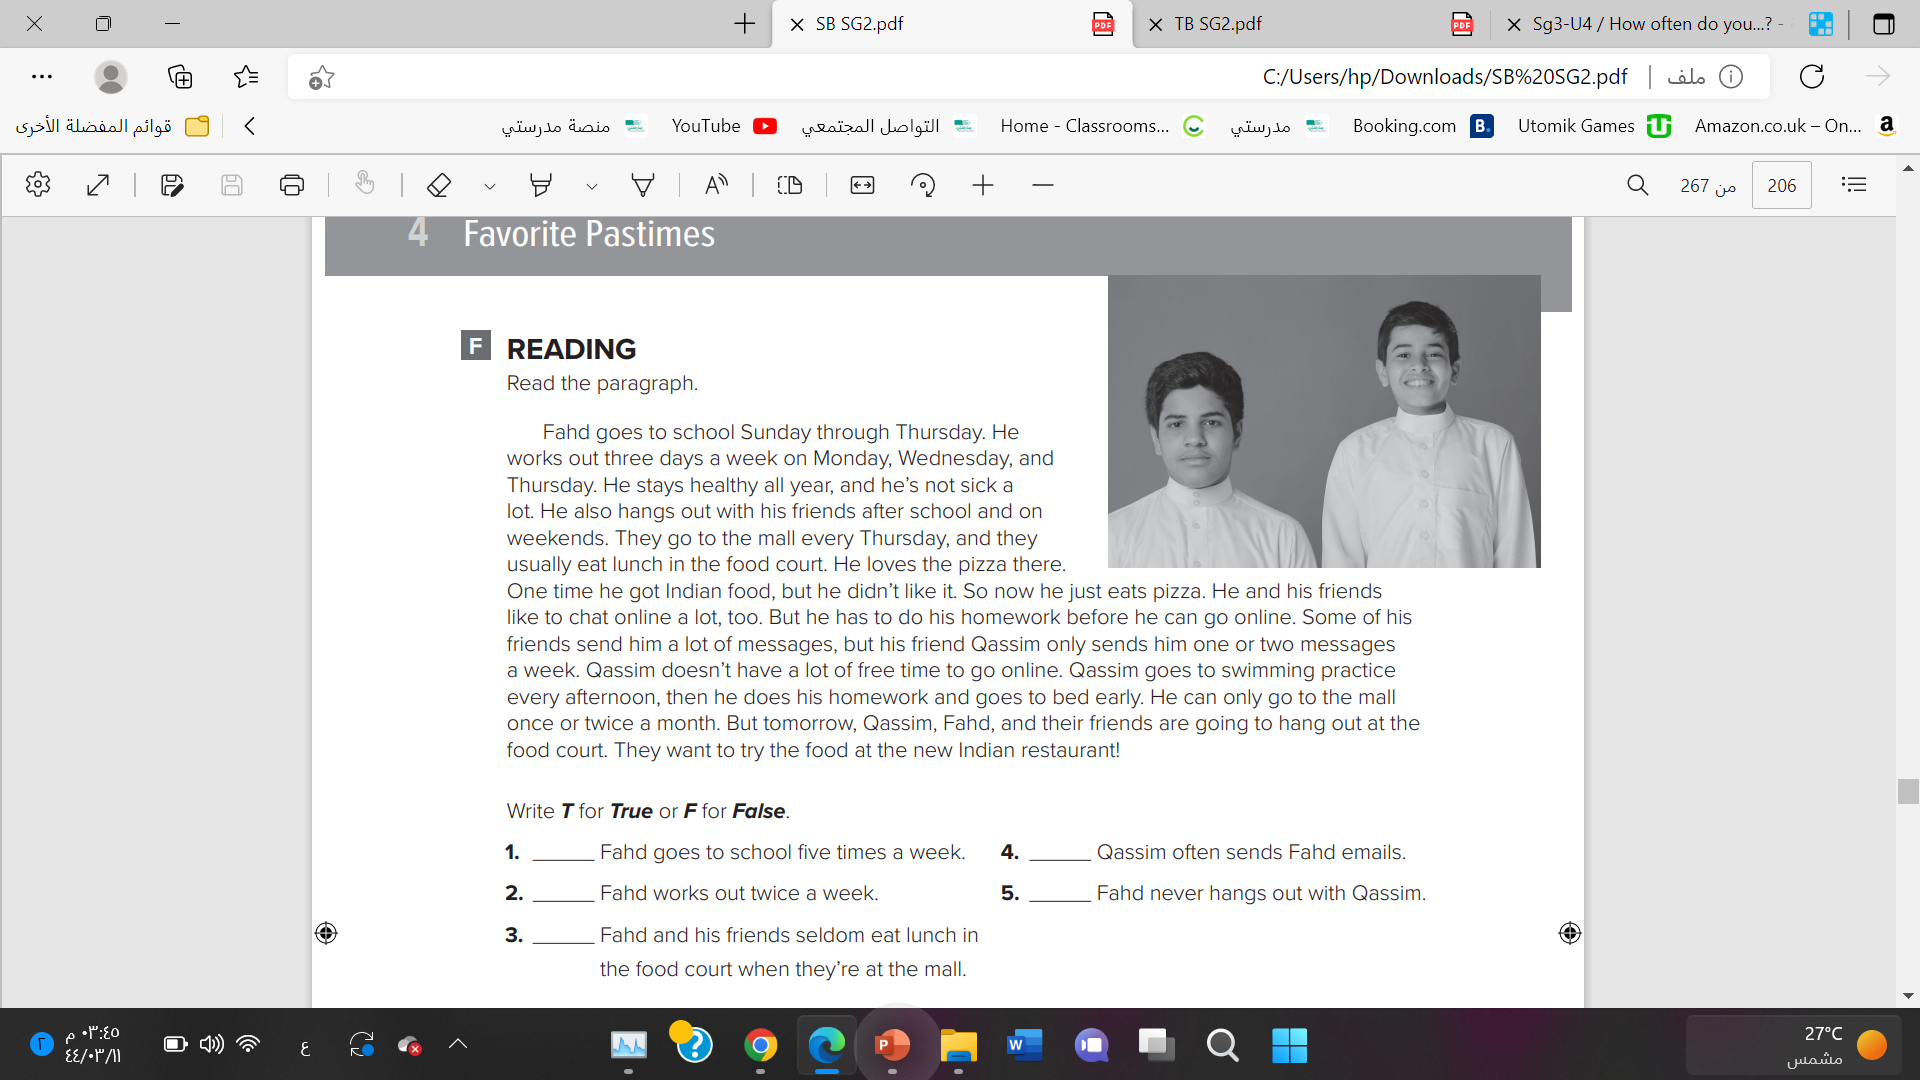 SB SG2.pdf
TB SG2.pdf
Sg3-U4 / How often do you...? -
C:/Users/hp/Downloads/SB%20SG2.pdf
ملف
قوائم المفضلة الأخرى
منصة مدرستي
YouTube
التواصل المجتمعي
Home - Classrooms...
مدرستي
Booking.com
Utomik Games
Amazon.co.uk – On...
267 من
206
4 Favorite Pastimes
F READING
Read the paragraph.
Fahd goes to school Sunday through Thursday. He
works out three days a week on Monday, Wednesday, and
Thursday. He stays healthy all year, and he's not sick a
lot. He also hangs out with his friends after school and on
weekends. They go to the mall every Thursday, and they
usually eat lunch in the food court. He loves the pizza there.
One time he got Indian food, but he didn't like it. So now he just eats pizza. He and his friends
like to chat online a lot, too. But he has to do his homework before he can go online. Some of his
friends send him a lot of messages, but his friend Qassim only sends him one or two messages
a week. Qassim doesn't have a lot of free time to go online. Qassim goes to swimming practice
every afternoon, then he does his homework and goes to bed early. He can only go to the mall
once or twice a month. But tomorrow, Qassim, Fahd, and their friends are going to hang out at the
food court. They want to try the food at the new Indian restaurant!
Write T for True or F for False.
1. ______ Fahd goes to school five times a week.
2. ______ Fahd works out twice a week.
3. ______ Fahd and his friends seldom eat lunch in
the food court when they're at the mall.
4. ______ Qassim often sends Fahd emails.
5. ______ Fahd never hangs out with Qassim.
٢
٠٣:٤٥ م
٤٤/٠٣/١١
ع
27°C
مشمس